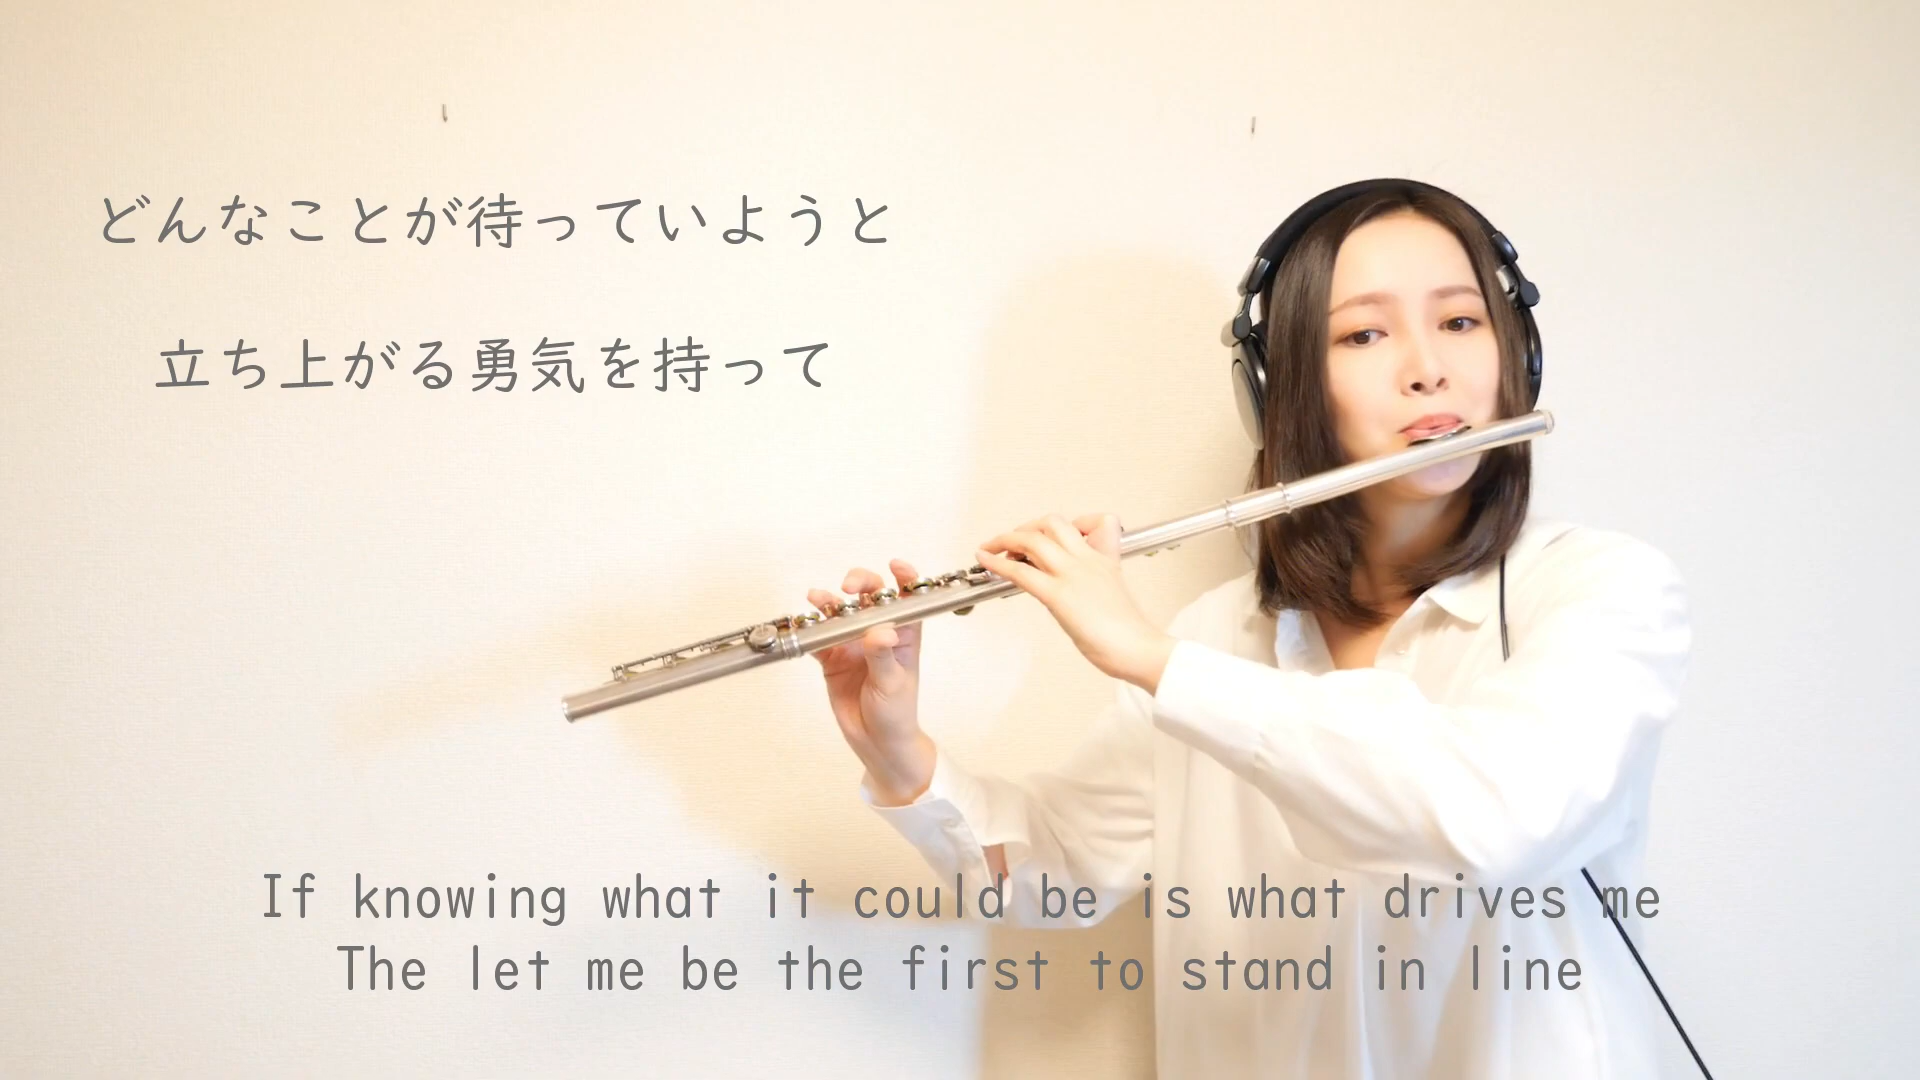 どんなことが待っていようと
立ち上がる勇気を持って
If knowing what it could be is what drives me
The let me be the first to stand in line